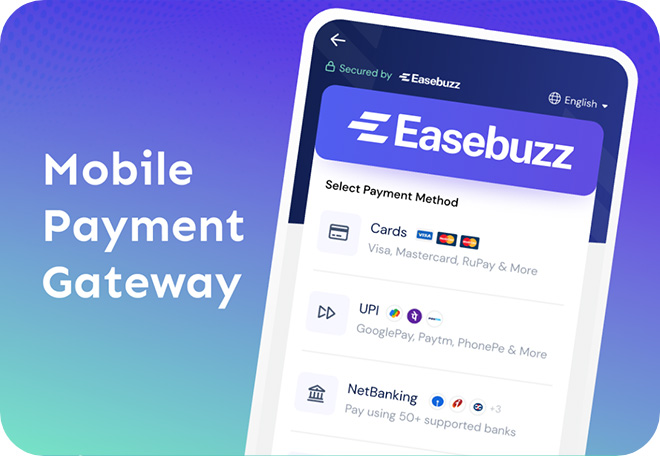 Mobile
Payment
Gateway
Secured by Easebuzz
English
Easebuzz
Select Payment Method
Cards VISA
Visa, Mastercard, RuPay & More
UPI
GooglePay, Paytm, PhonePe & More
NetBanking +3
Pay using 50+ supported banks